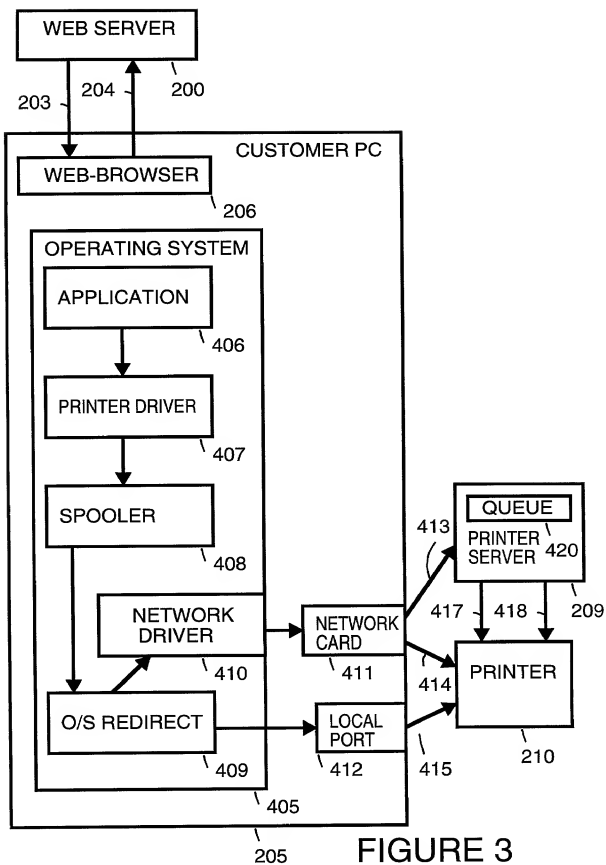 WEB SERVER
203
204
200
CUSTOMER PC
WEB-BROWSER
206
OPERATING SYSTEM
APPLICATION
406
PRINTER DRIVER
407
SPOOLER
408
NETWORK
DRIVER
410
O/S REDIRECT
409
405
205
NETWORK
CARD
411
LOCAL
PORT
412
413
414
415
QUEUE
420
PRINTER
SERVER
209
417
418
PRINTER
210
FIGURE 3